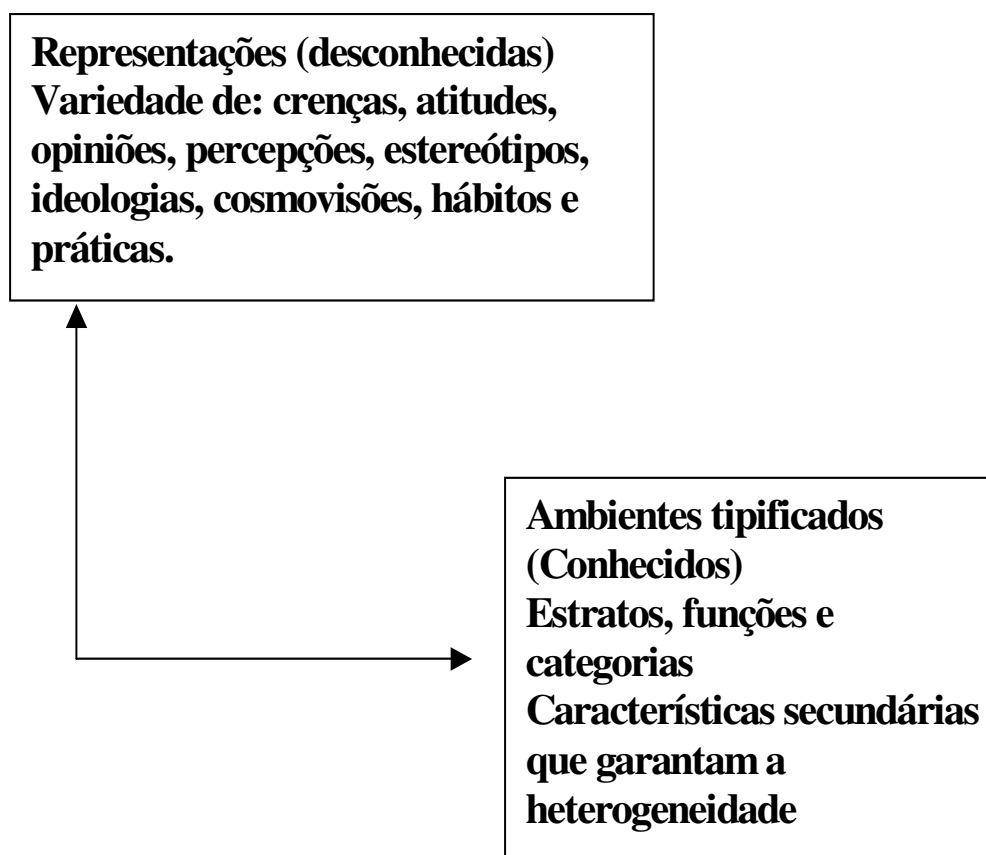 Representações (desconhecidas)
Variedade de: crenças, atitudes,
opiniões, percepções, estereótipos,
ideologias, cosmovisões, hábitos e
práticas.
Ambientes tipificados
(Conhecidos)
Estratos, funções e
categorias
Características secundárias
que garantam a
heterogeneidade